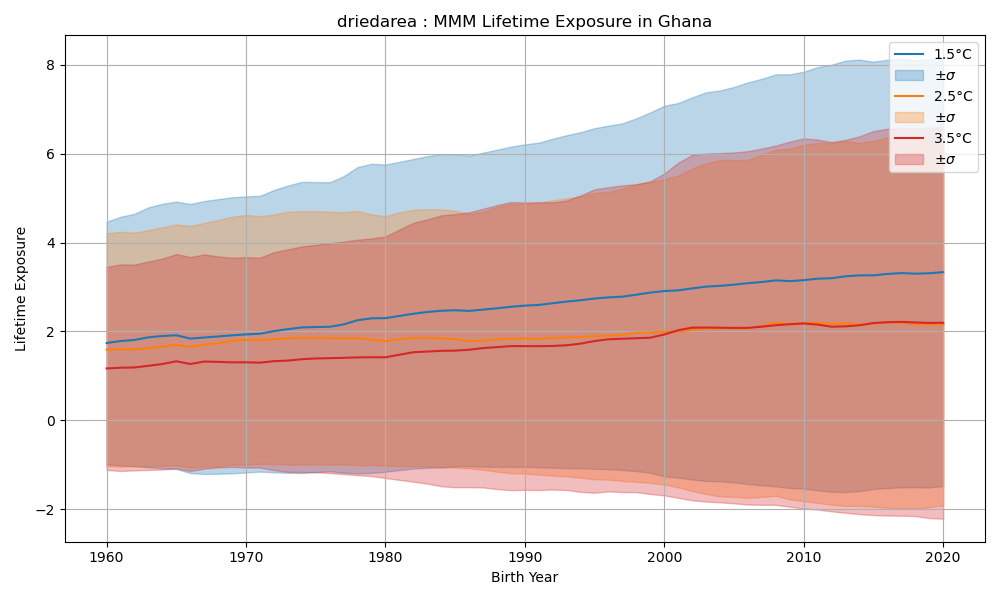 driedarea : MMM Lifetime Exposure in Ghana
1.5°C
±σ
2.5°C
±σ
3.5°C
±σ
8
6
4
2
0
−2
Lifetime Exposure
1960 1970 1980 1990 2000 2010 2020
Birth Year